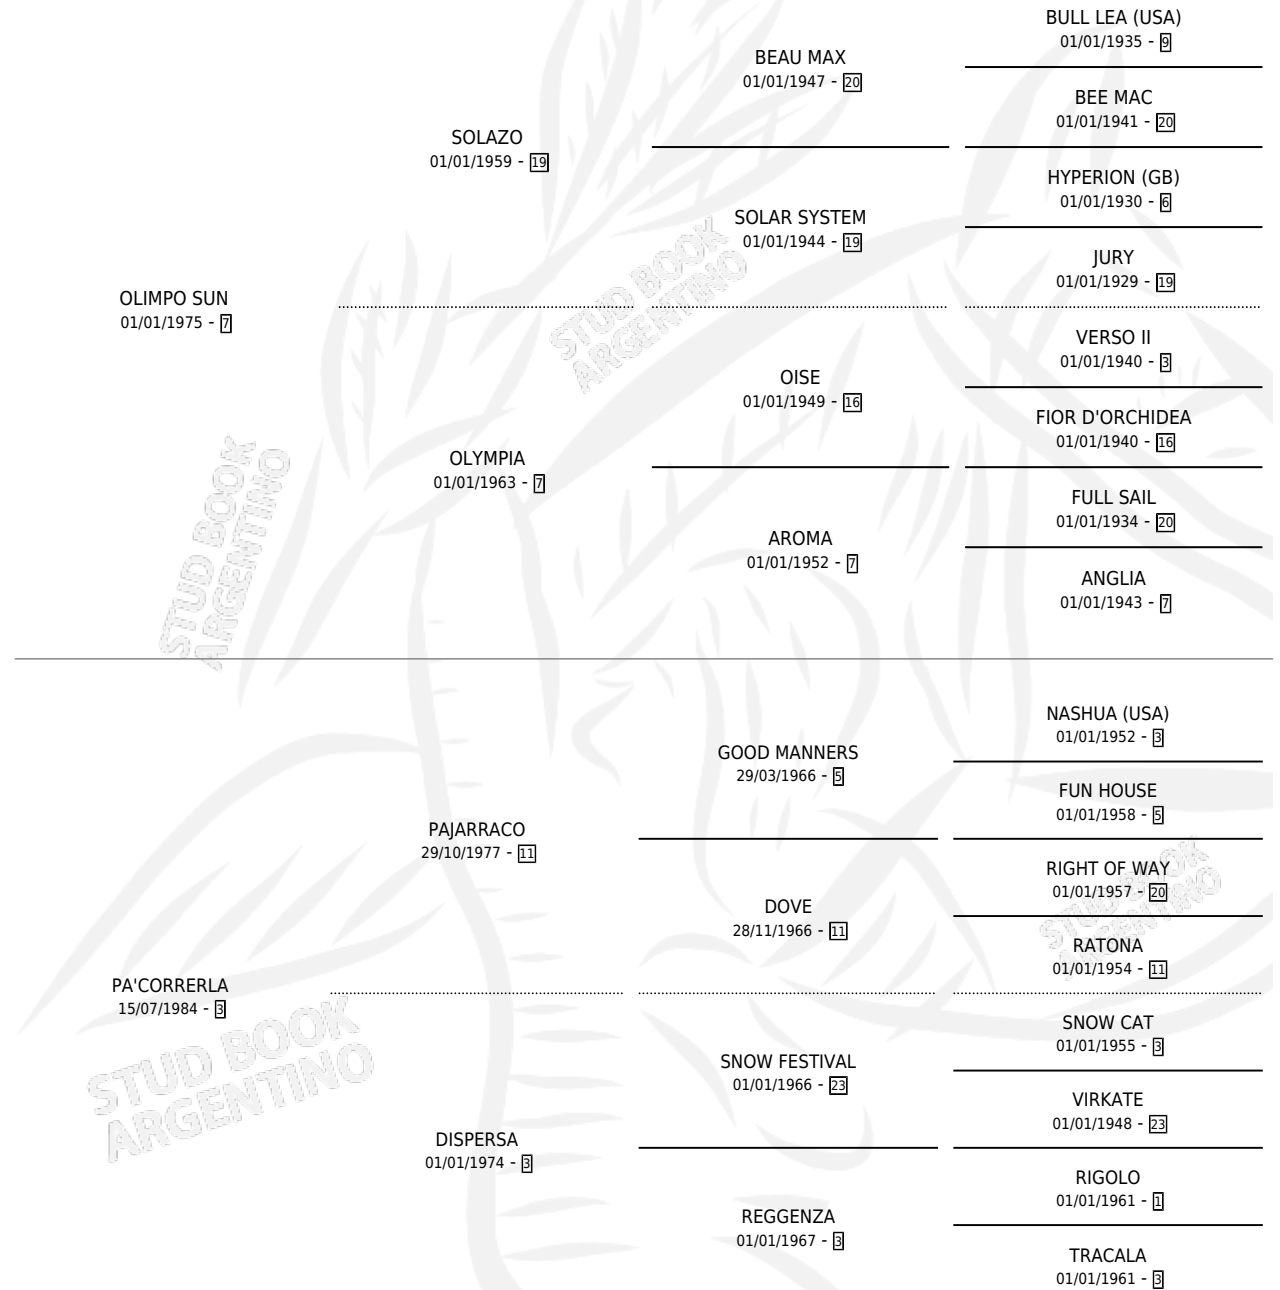 BULL LEA (USA)
01/01/1935 - 9
BEAU MAX
01/01/1947 - 20
BEE MAC
01/01/1941 - 20
SOLAZO
01/01/1959 - 19
HYPERION (GB)
01/01/1930 - 6
SOLAR SYSTEM
01/01/1944 - 19
JURY
01/01/1929 - 19
OLIMPO SUN
01/01/1975 - 7
STUD BOOK
ARGENTINO
VERSO II
01/01/1940 - 3
OISE
01/01/1949 - 16
FIOR D'ORCHIDEA
01/01/1940 - 16
OLYMPIA
01/01/1963 - 7
FULL SAIL
01/01/1934 - 20
AROMA
01/01/1952 - 7
ANGLIA
01/01/1943 - 7
STUD BOOK
ARGENTINO
NASHUA (USA)
01/01/1952 - 3
GOOD MANNERS
29/03/1966 - 5
FUN HOUSE
01/01/1958 - 5
PAJARRACO
29/10/1977 - 11
RIGHT OF WAY
01/01/1957 - 20
DOVE
28/11/1966 - 11
RATONA
01/01/1954 - 11
STUD BOOK
ARGENTINO
PA'CORRERLA
15/07/1984 - 3
SNOW CAT
01/01/1955 - 3
SNOW FESTIVAL
01/01/1966 - 23
VIRKATE
01/01/1948 - 23
STUD BOOK
ARGENTINO
DISPERSA
01/01/1974 - 3
RIGOLO
01/01/1961 - 1
REGGENZA
01/01/1967 - 3
TRACALA
01/01/1961 - 3